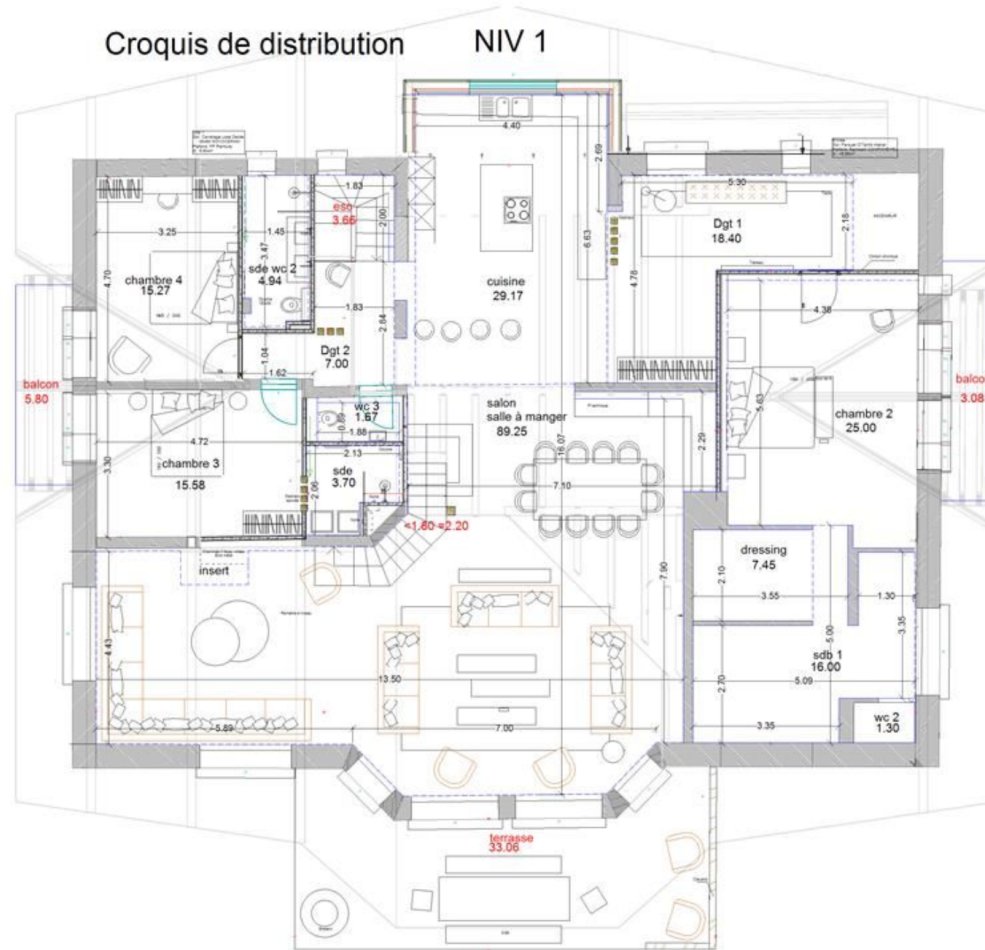 Croquis de distribution NIV 1
4.40
2.69
1.83
esc
3.66
2.00
5.30
Dgt 1
18.40
2.18
ASCENSEUR
3.25
1.45
3.47
sde wc 2
4.94
4.70
chambre 4
15.27
6.63
cuisine
29.17
4.78
1.83
2.84
4.38
Dgt 2
7.00
1.04
1.62
balcon
5.80
balco
3.08
wc 3
1.67
0.89
1.88
salon
salle à manger
89.25
5.63
chambre 2
25.00
4.72
chambre 3
15.58
3.30
2.13
sde
3.70
2.06
16.07
7.10
2.29
<1.80 =2.20
insert
dressing
7.45
2.10
3.55
1.30
3.35
7.90
4.43
5.00
sdb 1
16.00
13.50
5.09
2.70
3.35
wc 2
1.30
5.89
7.00
terrasse
33.06